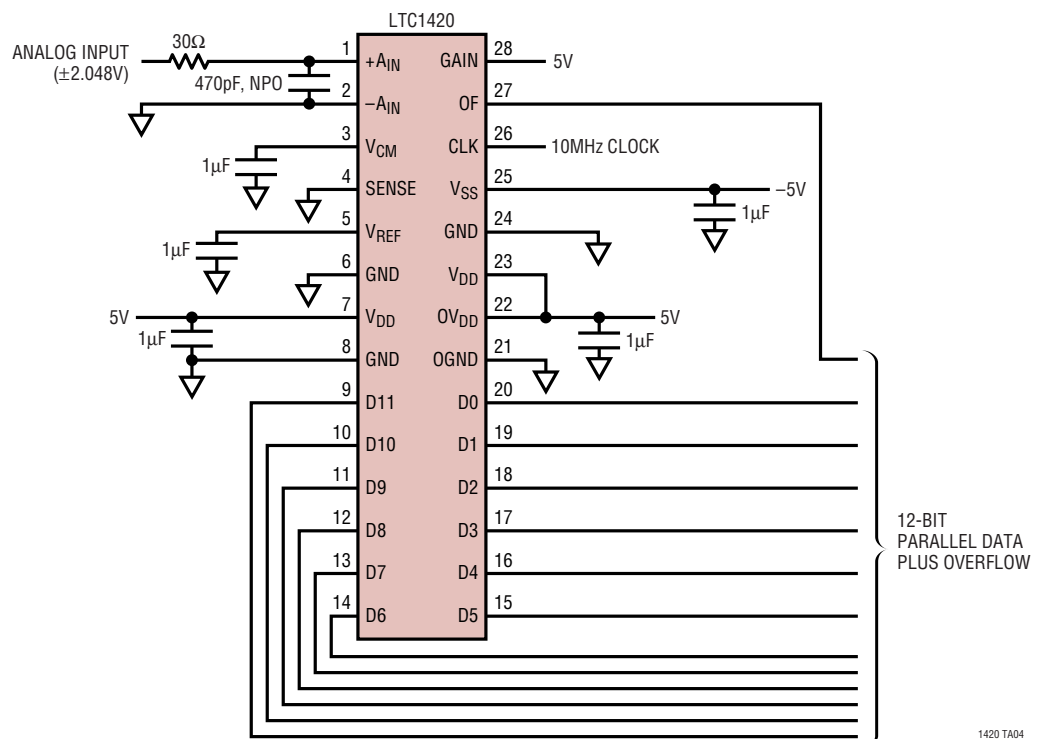 LTC1420
ANALOG INPUT
(±2.048V)
30Ω
470pF, NPO
1 +AIN
2 –AIN
3 VCM
1µF
4 SENSE
5 VREF
1µF
6 GND
5V
7 VDD
1µF
8 GND
9 D11
10 D10
11 D9
12 D8
13 D7
14 D6
GAIN 28 5V
OF 27
CLK 26 10MHz CLOCK
VSS 25 –5V
1µF
GND 24
VDD 23
OVDD 22 5V
1µF
OGND 21
D0 20
D1 19
D2 18
D3 17
D4 16
D5 15
12-BIT
PARALLEL DATA
PLUS OVERFLOW
1420 TA04